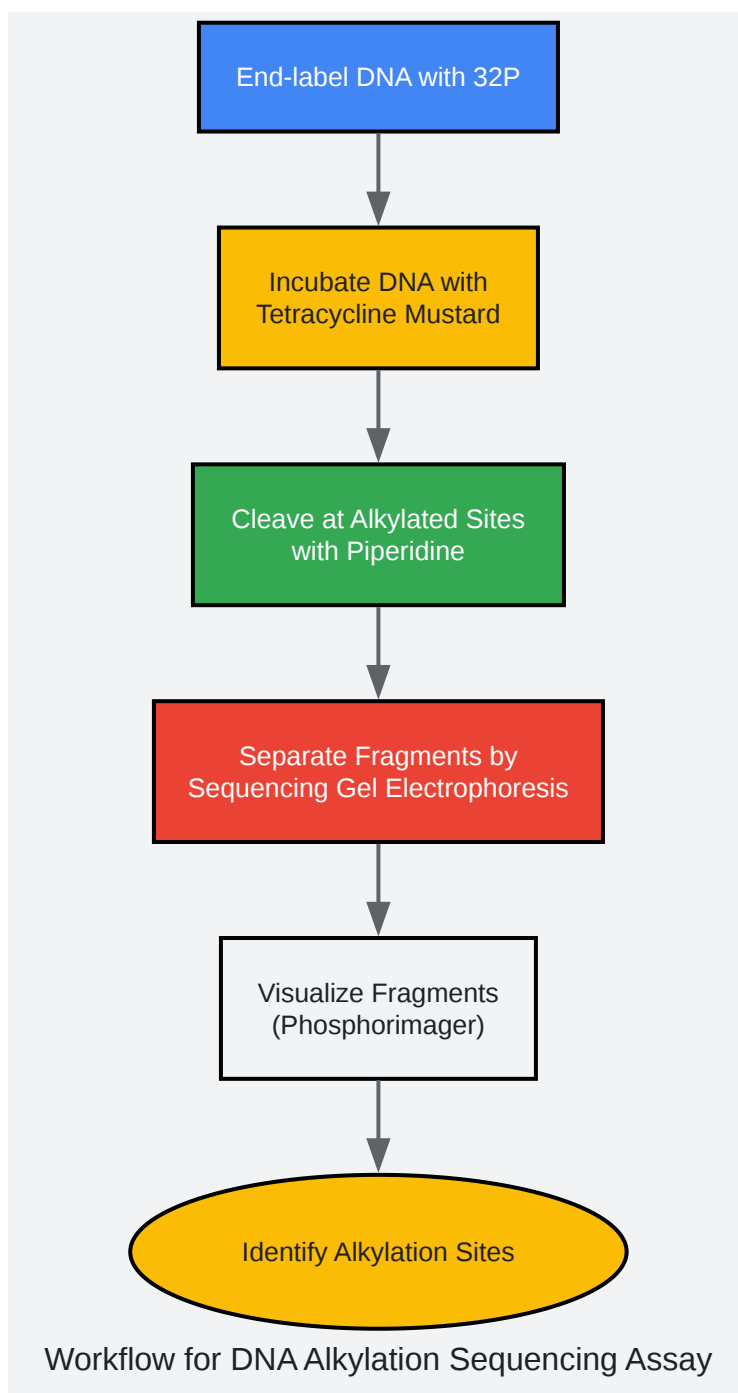 End-label DNA with 32P
Incubate DNA with
Tetracycline Mustard
Cleave at Alkylated Sites
with Piperidine
Separate Fragments by
Sequencing Gel Electrophoresis
Visualize Fragments
(Phosphorimager)
Identify Alkylation Sites
Workflow for DNA Alkylation Sequencing Assay